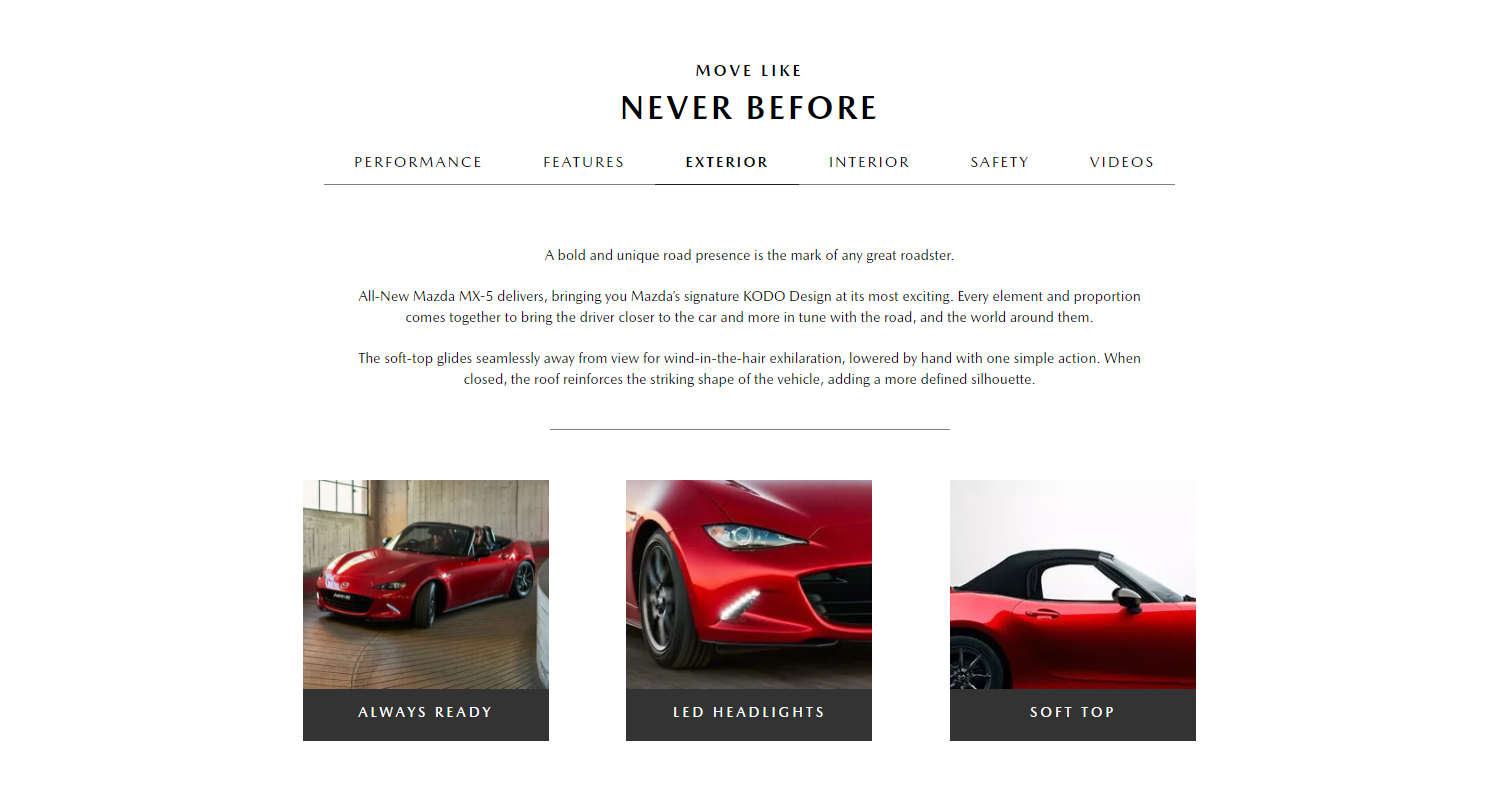 MOVE LIKE
NEVER BEFORE
PERFORMANCE FEATURES EXTERIOR INTERIOR SAFETY VIDEOS
A bold and unique road presence is the mark of any great roadster.
All-New Mazda MX-5 delivers, bringing you Mazda's signature KODO Design at its most exciting. Every element and proportion
comes together to bring the driver closer to the car and more in tune with the road, and the world around them.
The soft-top glides seamlessly away from view for wind-in-the-hair exhilaration, lowered by hand with one simple action. When
closed, the roof reinforces the striking shape of the vehicle, adding a more defined silhouette.
MX-5
ALWAYS READY LED HEADLIGHTS SOFT TOP